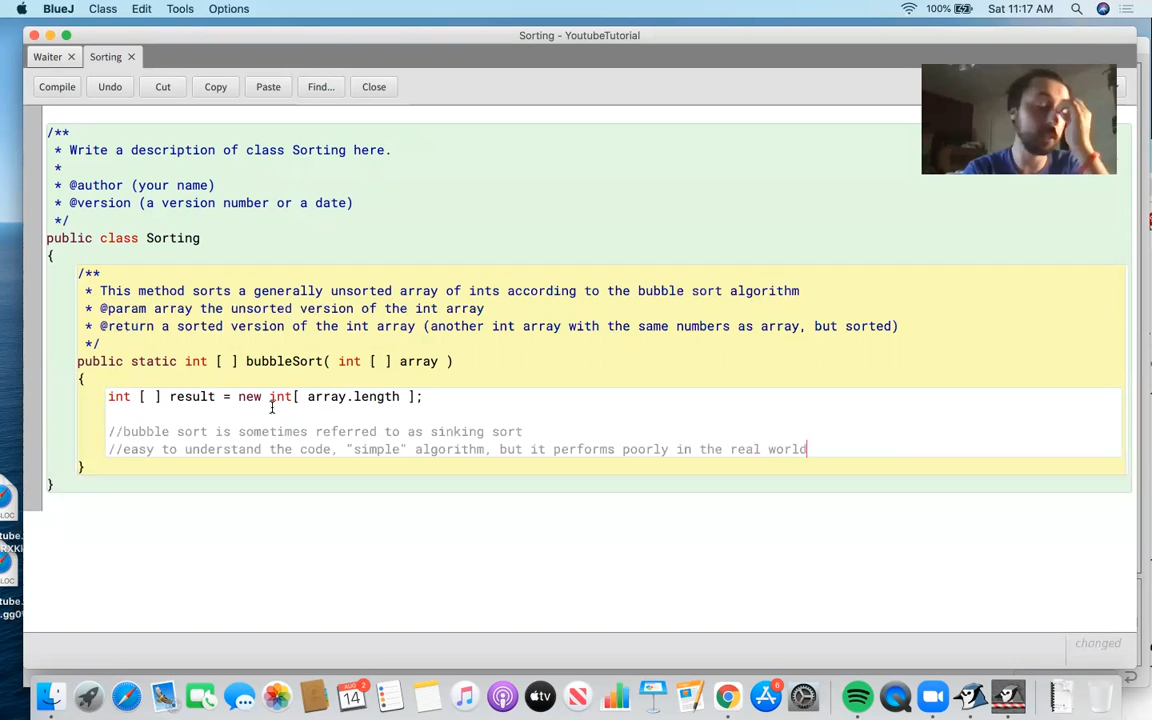 BlueJ Class Edit Tools Options 100% Sat 11:17 AM
Sorting - YoutubeTutorial
Waiter Sorting
Compile Undo Cut Copy Paste Find... Close
/**
* Write a description of class Sorting here.
*
* @author (your name)
* @version (a version number or a date)
*/
public class Sorting
{
/**
* This method sorts a generally unsorted array of ints according to the bubble sort algorithm
* @param array the unsorted version of the int array
* @return a sorted version of the int array (another int array with the same numbers as array, but sorted)
*/
public static int [ ] bubbleSort( int [ ] array )
{
int [ ] result = new int[ array.length ];
//bubble sort is sometimes referred to as sinking sort
//easy to understand the code, "simple" algorithm, but it performs poorly in the real world
}
}
changed
AUG
14
2
tv
6